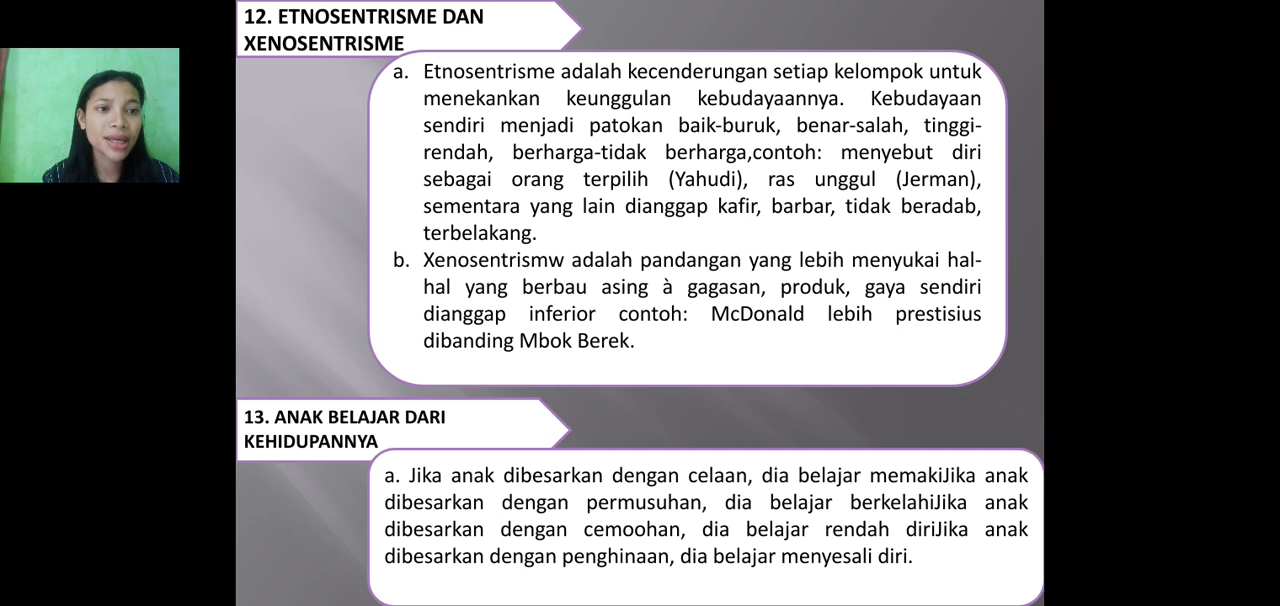 12. ETNOSENTRISME DAN
XENOSENTRISME
a. Etnosentrisme adalah kecenderungan setiap kelompok untuk
menekankan keunggulan kebudayaannya. Kebudayaan
sendiri menjadi patokan baik-buruk, benar-salah, tinggi-
rendah, berharga-tidak berharga,contoh: menyebut diri
sebagai orang terpilih (Yahudi), ras unggul (Jerman),
sementara yang lain dianggap kafir, barbar, tidak beradab,
terbelakang.
b. Xenosentrismw adalah pandangan yang lebih menyukai hal-
hal yang berbau asing à gagasan, produk, gaya sendiri
dianggap inferior contoh: McDonald lebih prestisius
dibanding Mbok Berek.
13. ANAK BELAJAR DARI
KEHIDUPANNYA
a. Jika anak dibesarkan dengan celaan, dia belajar memakiJika anak
dibesarkan dengan permusuhan, dia belajar berkelahiJika anak
dibesarkan dengan cemoohan, dia belajar rendah diriJika anak
dibesarkan dengan penghinaan, dia belajar menyesali diri.